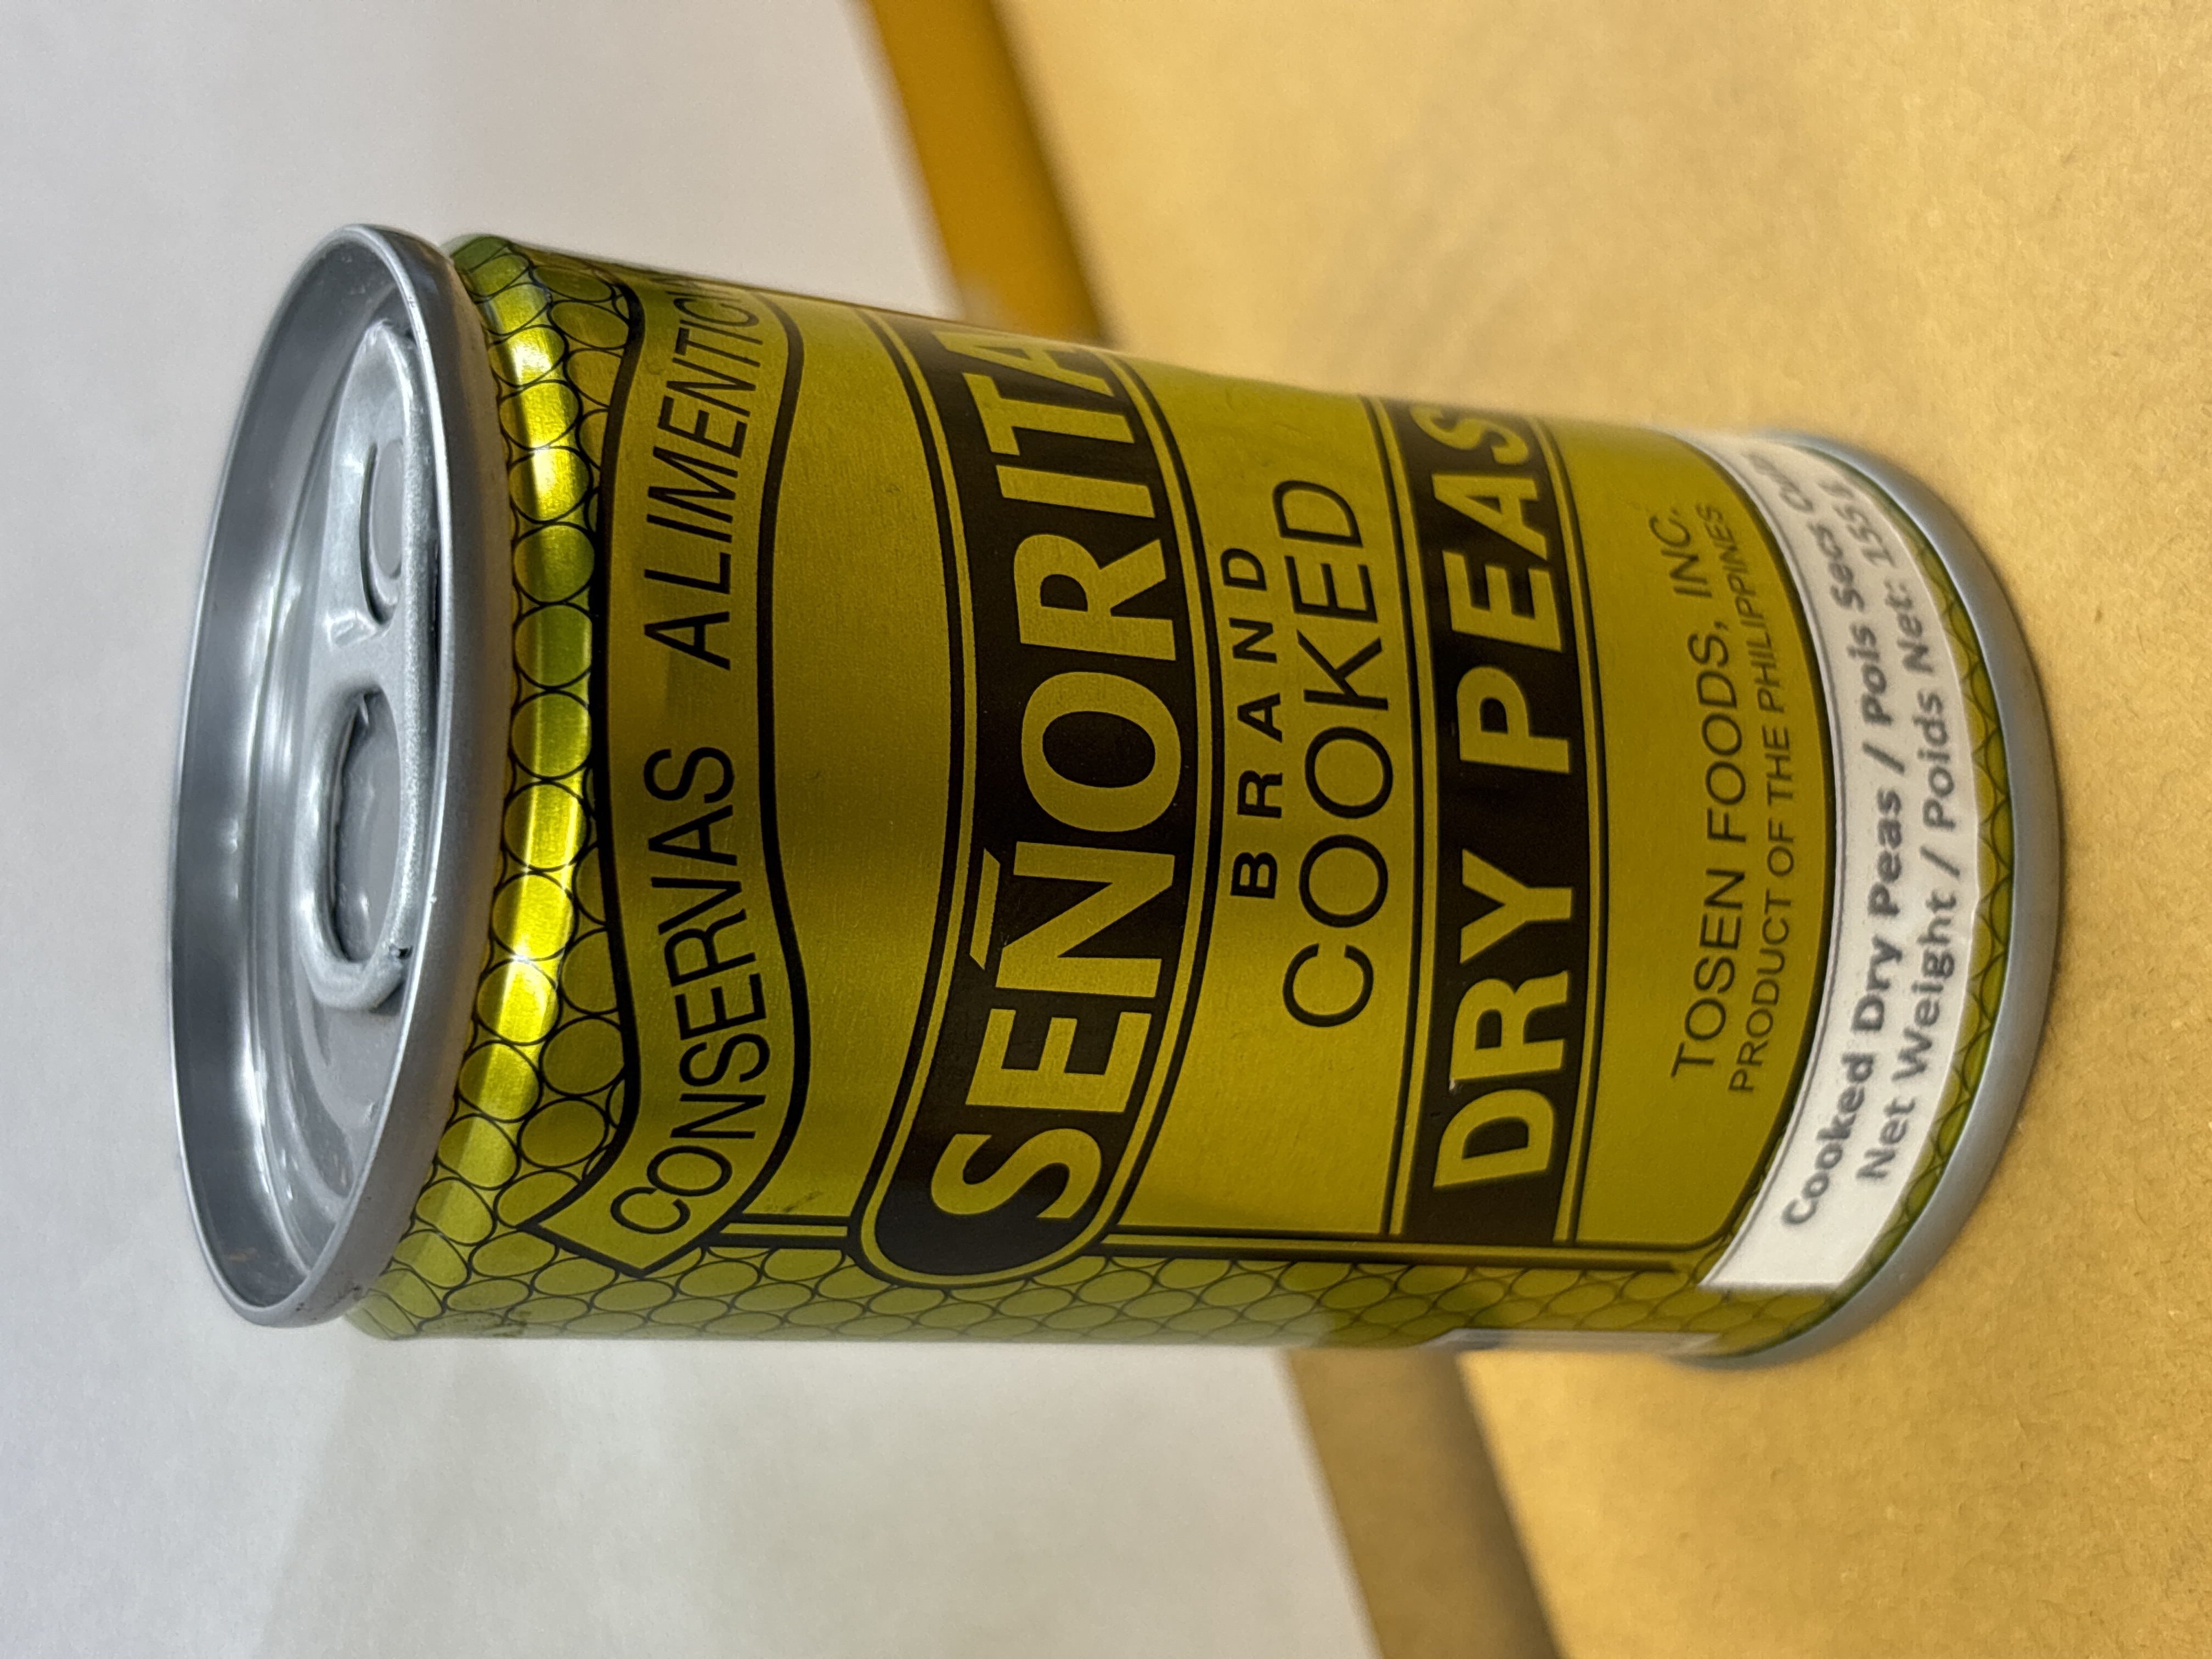 CONSERVAS ALIMENTICI
SEÑORITA
BRAND
COOKED
DRY PEAS
TOSEN FOODS, INC.
PRODUCT OF THE PHILIPPINES
Cooked Dry Peas / Pois Secs
Net Weight / Poids Net: 155